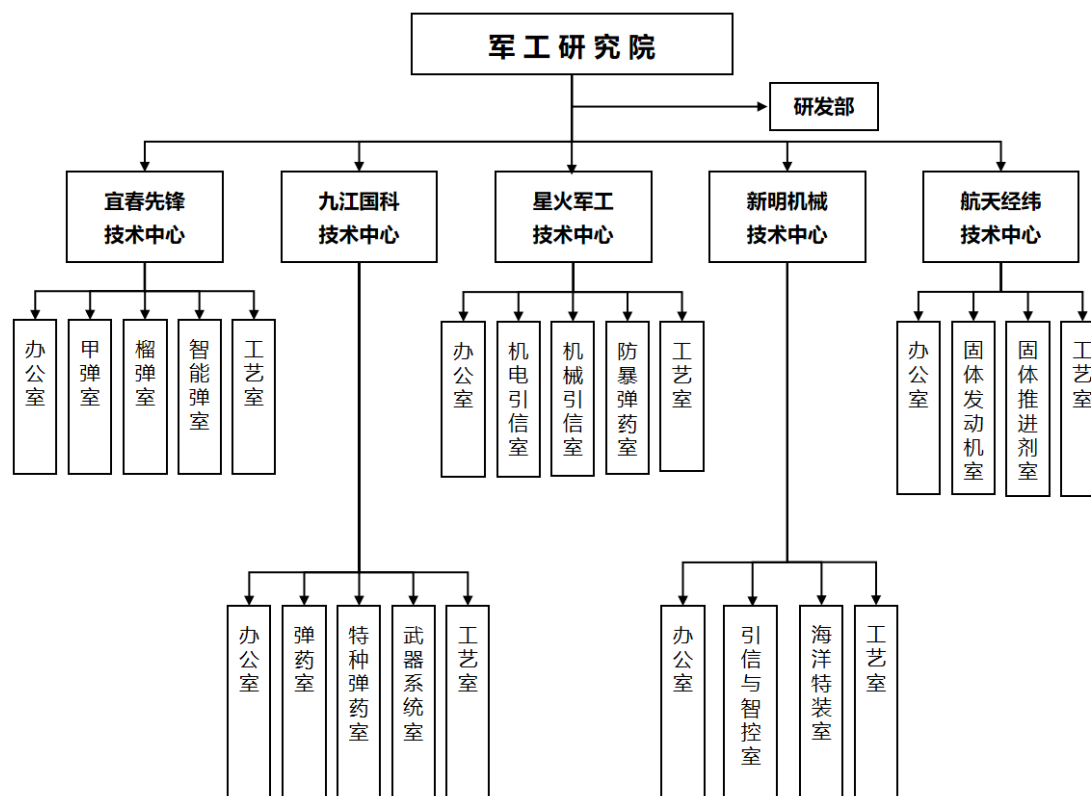 军工研究院
研发部
宜春先锋
技术中心
九江国科
技术中心
星火军工
技术中心
新明机械
技术中心
航天经纬
技术中心
办公室
甲弹室
榴弹室
智能弹室
工艺室
办公室
机电引信室
机械引信室
防暴弹药室
工艺室
办公室
固体发动机室
固体推进剂室
工艺室
办公室
弹药室
特种弹药室
武器系统室
工艺室
办公室
引信与智控室
海洋特装室
工艺室